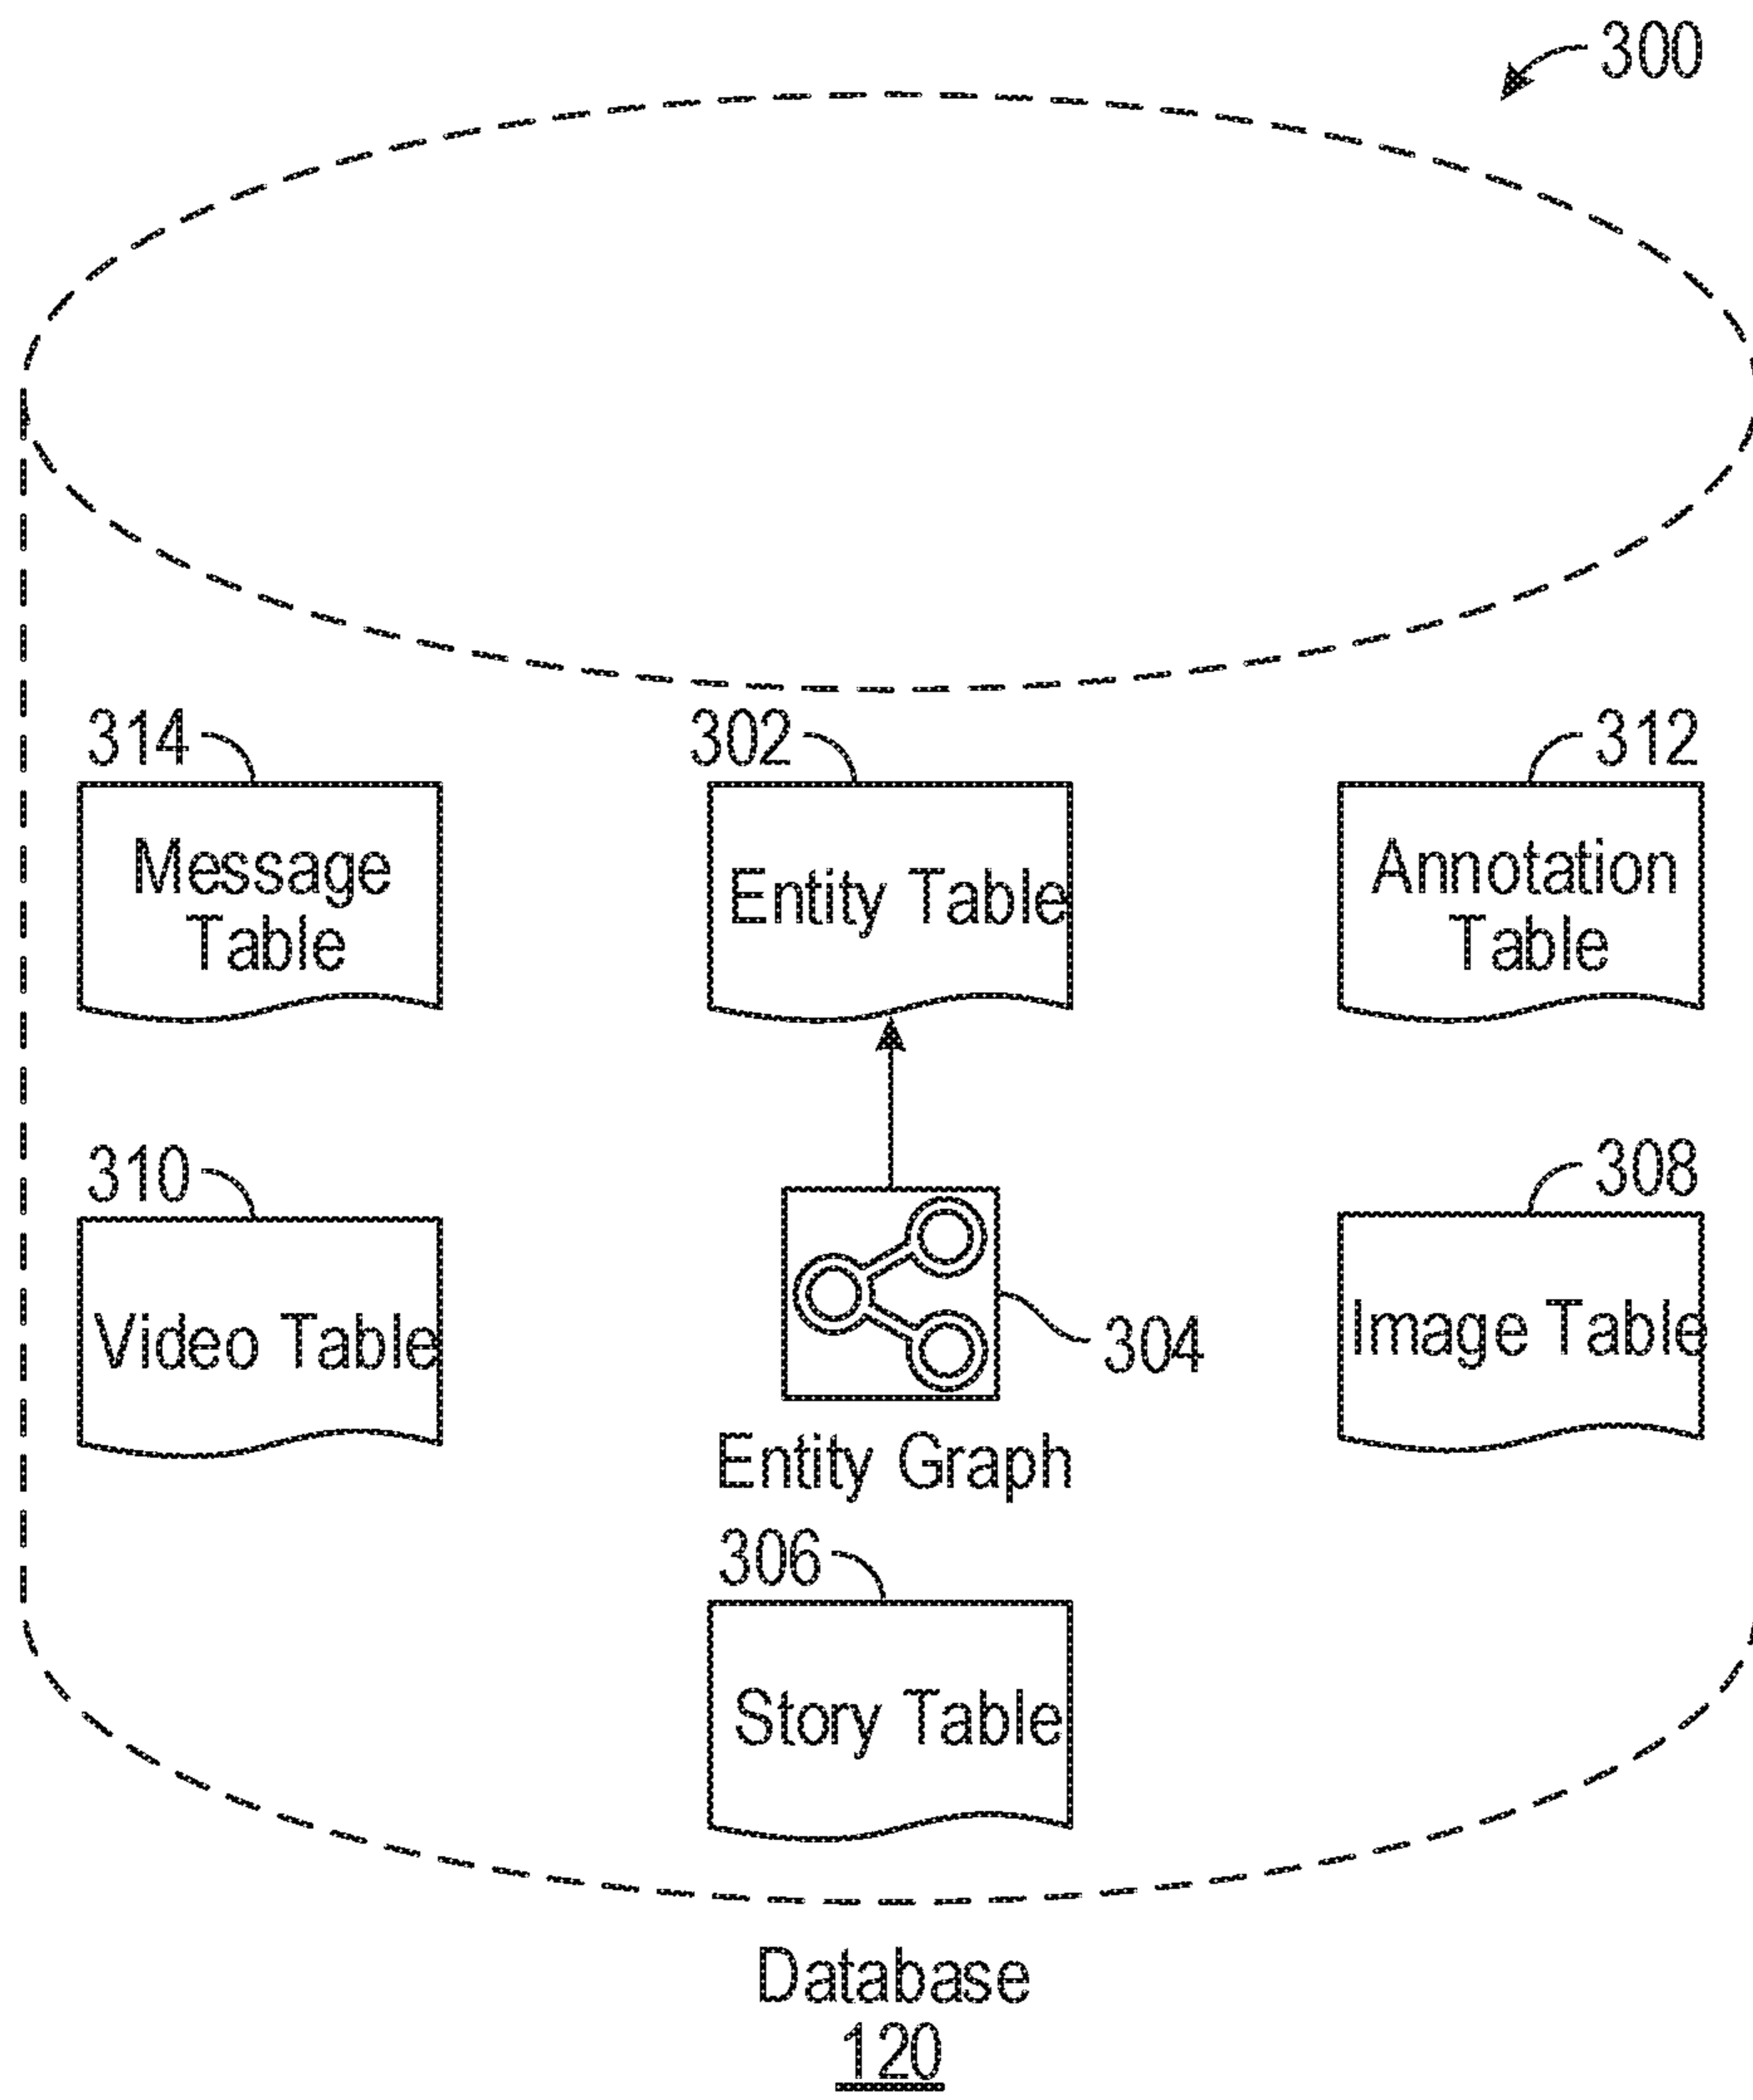 300
314
302
312
Message
Table
Entity Table
Annotation
Table
310
308
Video Table
304
Image Table
Entity Graph
306
Story Table
Database
120